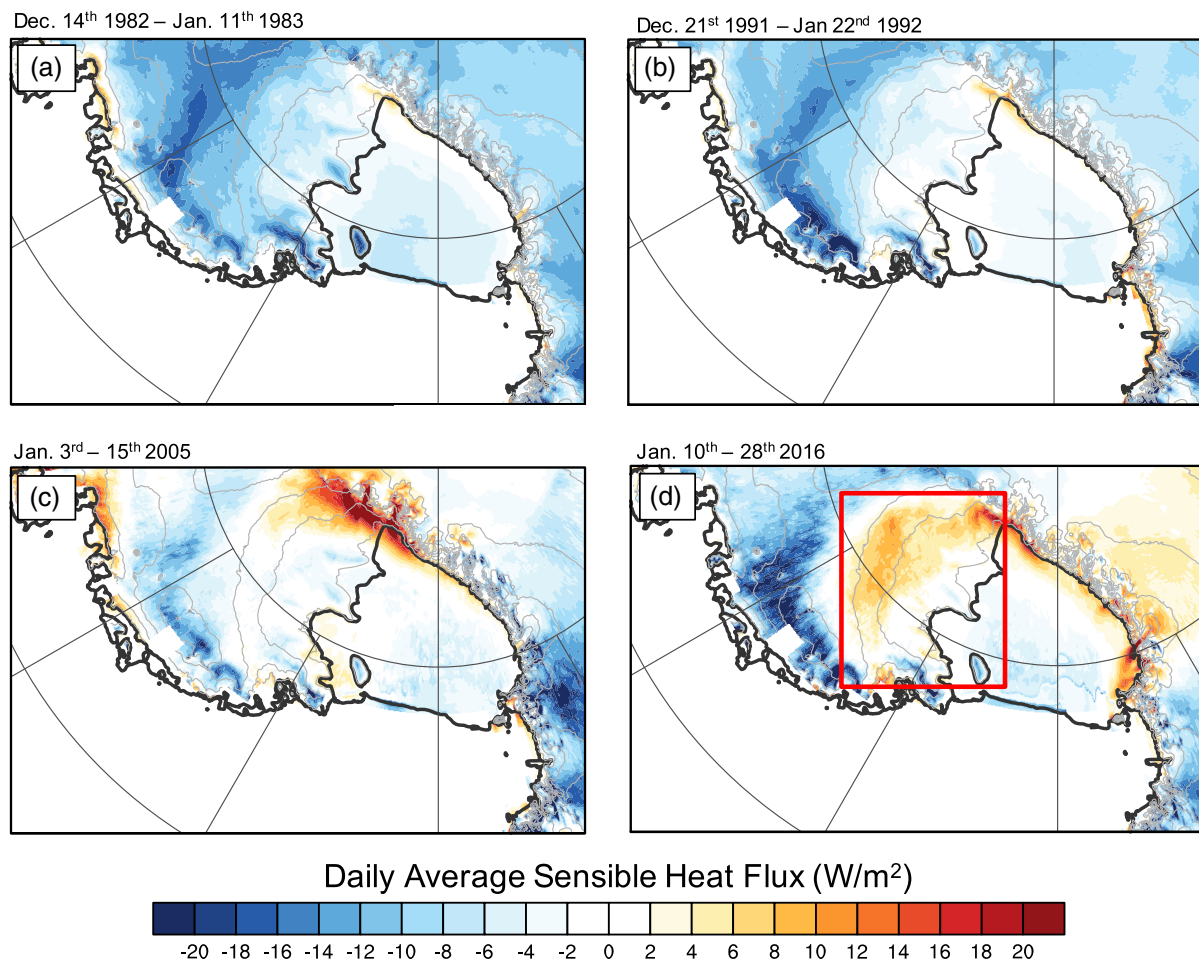 Dec. 14th 1982 – Jan. 11th 1983
Dec. 21st 1991 – Jan 22nd 1992
(a)
(b)
Jan. 3rd – 15th 2005
Jan. 10th – 28th 2016
(c)
(d)
Daily Average Sensible Heat Flux (W/m²)
-20 -18 -16 -14 -12 -10 -8 -6 -4 -2 0 2 4 6 8 10 12 14 16 18 20